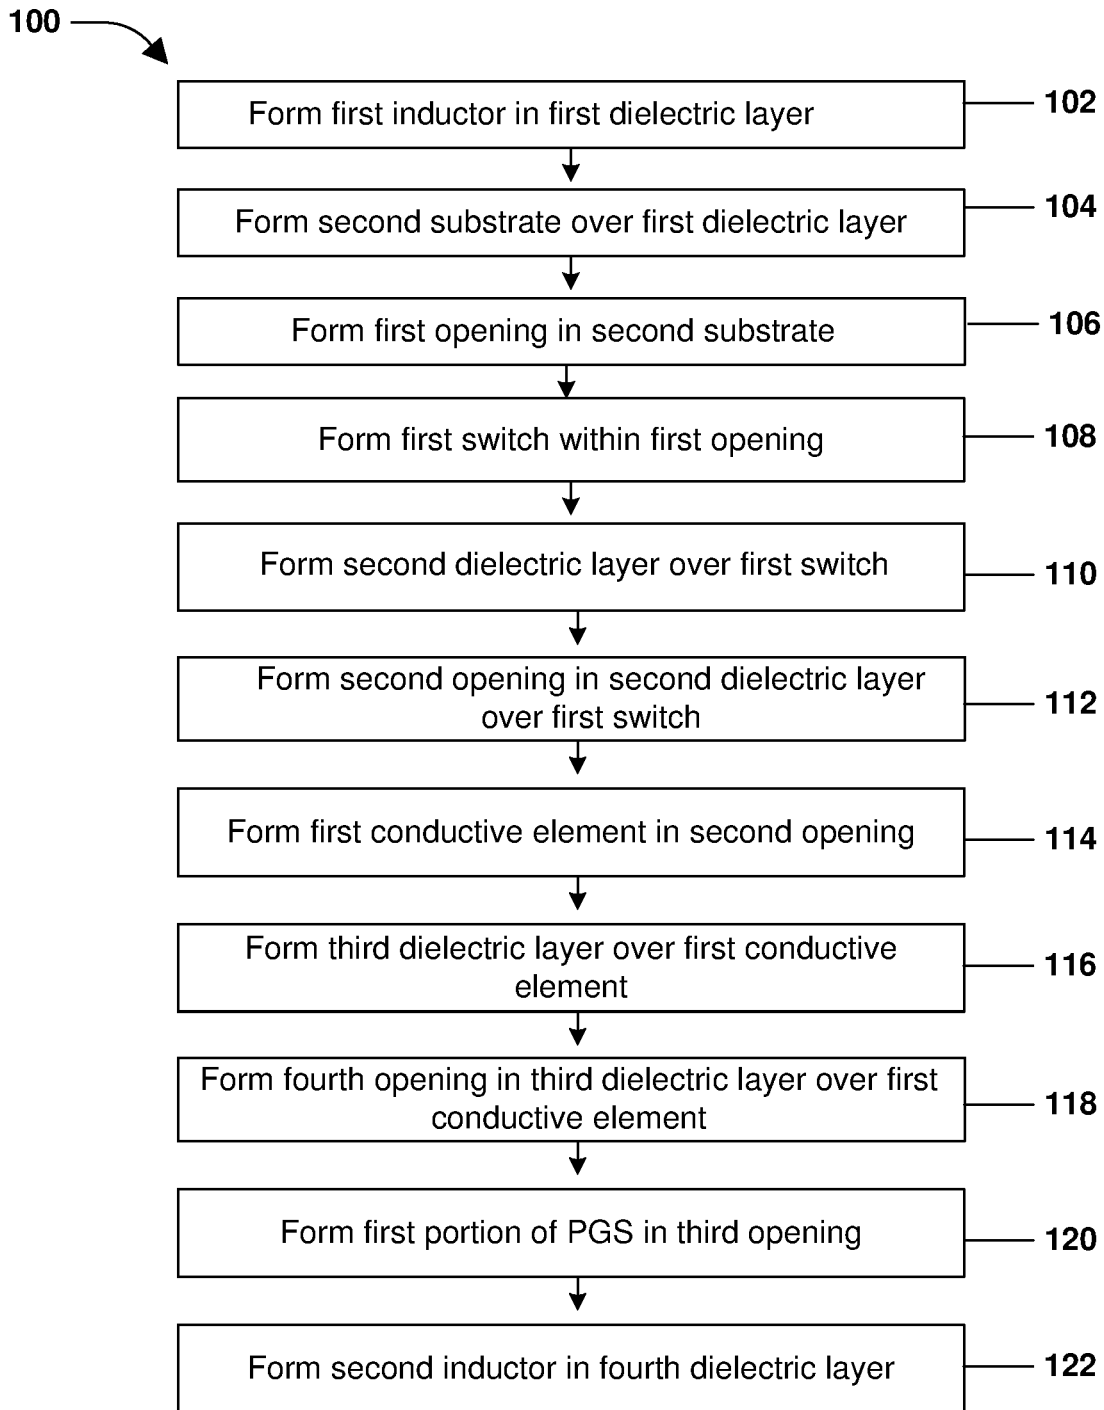 100
Form first inductor in first dielectric layer
102
Form second substrate over first dielectric layer
104
Form first opening in second substrate
106
Form first switch within first opening
108
Form second dielectric layer over first switch
110
Form second opening in second dielectric layer
over first switch
112
Form first conductive element in second opening
114
Form third dielectric layer over first conductive
element
116
Form fourth opening in third dielectric layer over first
conductive element
118
Form first portion of PGS in third opening
120
Form second inductor in fourth dielectric layer
122